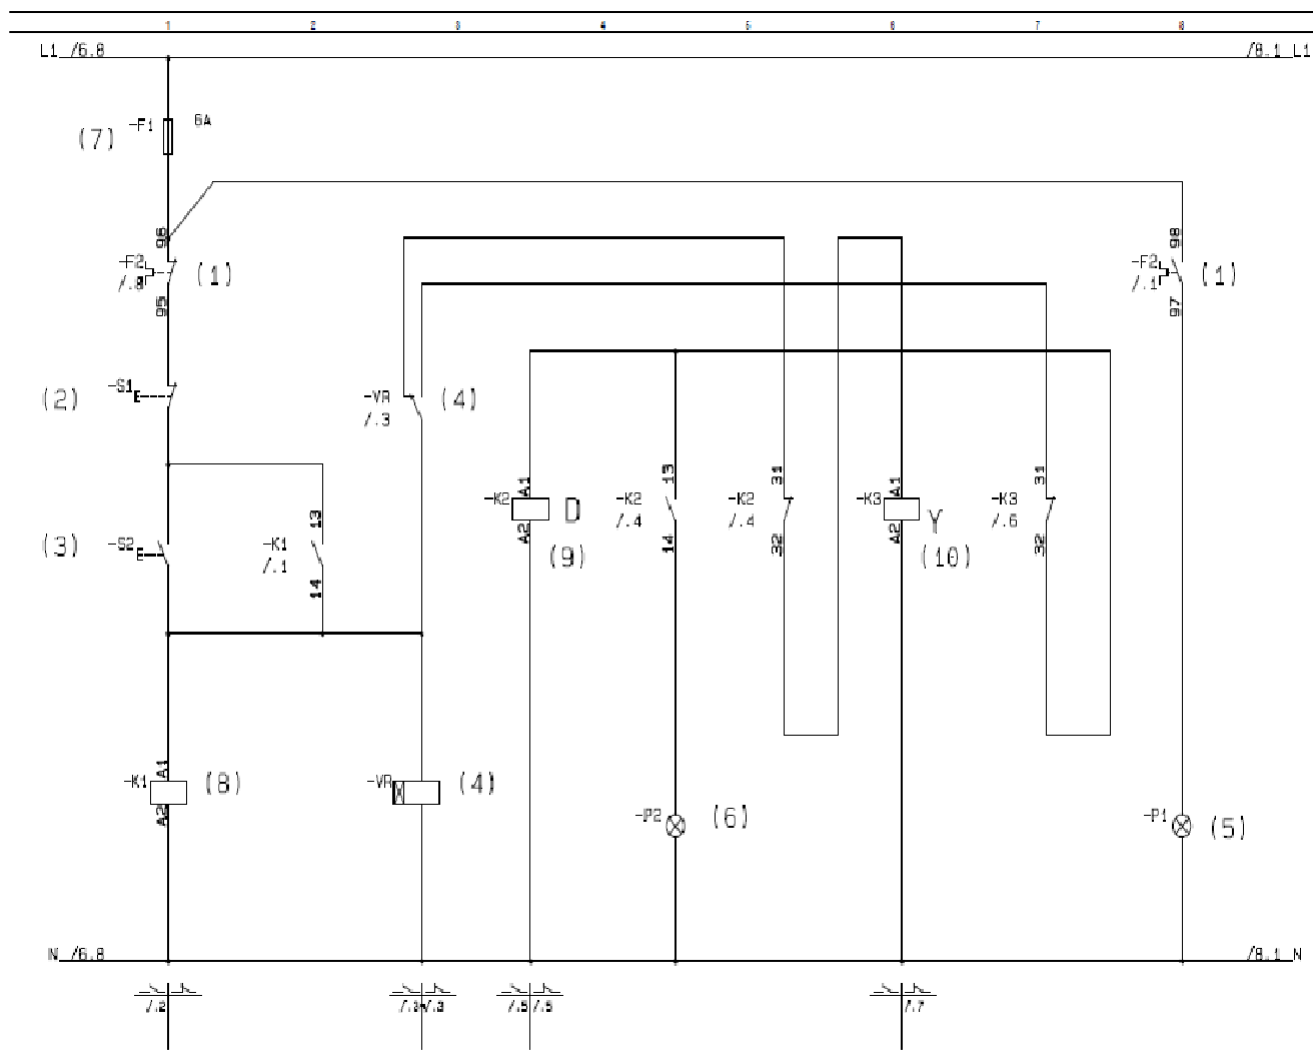 1 2 3 4 5 6 7 8
L1 /6.8 /8.1 L1
(7) -F1 6A
96 98
-F2 (1) -F2 (1)
/.8 /.1
95 97
(2) -S1
-VR (4)
/.3
A1 13 31 A1 31
-K2 D -K2 -K2 -K3 Y -K3
/.4 /.4 /.6
A2 14 32 A2 32
(9) (10)
13
(3) -S2 -K1
/.1
14
A1
-K1 (8) -VR (4)
A2
-P2 (6) -P1 (5)
N /6.8 /8.1 N
/.2 /.3 /.3 /.5 /.5 /.7